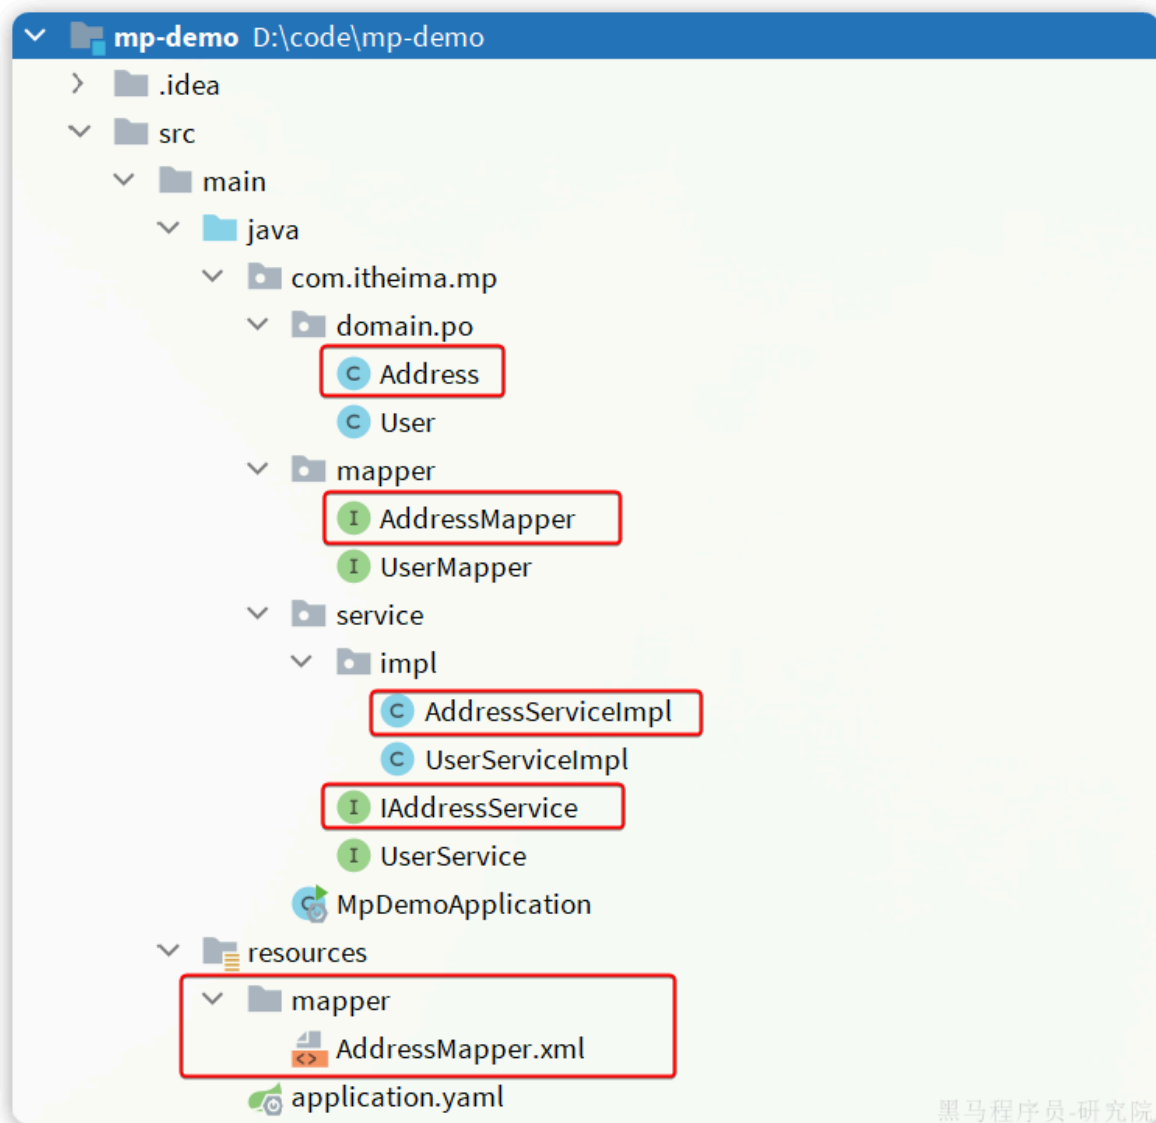 mp-demo D:\code\mp-demo
.idea
src
main
java
com.itheima.mp
domain.po
C Address
C User
mapper
I AddressMapper
I UserMapper
service
impl
C AddressServiceImpl
C UserServiceImpl
I IAddressService
I UserService
C MpDemoApplication
resources
mapper
<> AddressMapper.xml
application.yaml
黑马程序员-研究院